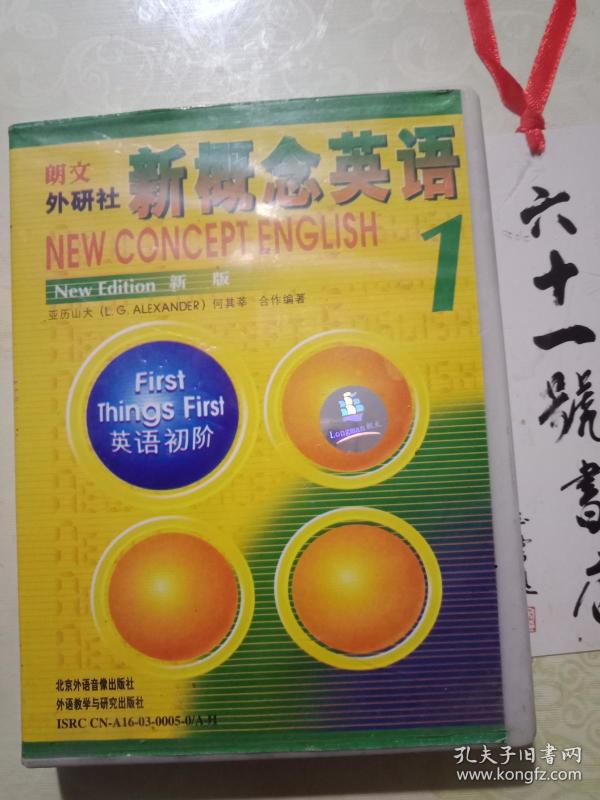 朗文
外研社
新概念英语
NEW CONCEPT ENGLISH
1
New Edition 新 版
亚历山大(L. G. ALEXANDER)何其莘 合作编著
First
Things First
英语初阶
Longman 朗文
北京外语音像出版社
外语教学与研究出版社
ISRC CN-A16-03-0005-0/A·H
六十一號書店
孔夫子旧书网
www.kongfz.com